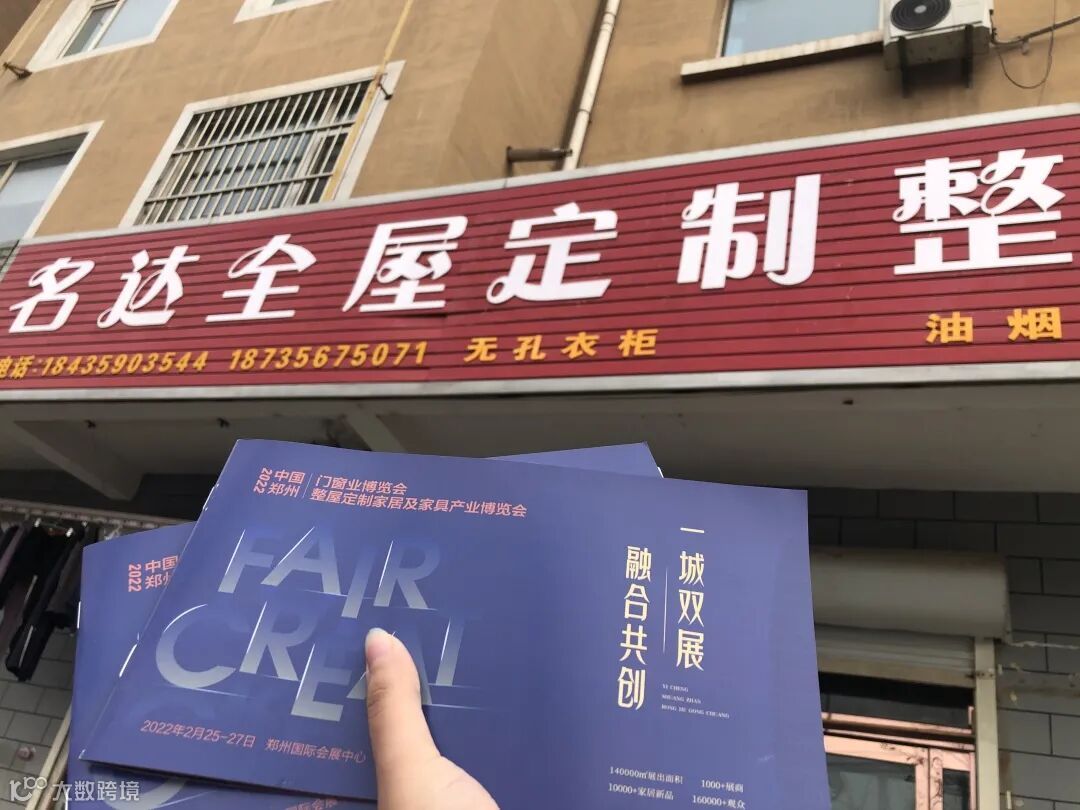 名达全屋定制整
电话:18435903544 18735675071 无孔衣柜 油烟
2022 中国郑州 门窗业博览会
整屋定制家居及家具产业博览会
FAIR
CREAT
一城双展
融合共创
YI CHENG
SHUANG ZHAN
RONG HE GONG CHUANG
2022年2月25-27日 郑州国际会展中心
140000㎡展出面积 1000+展商
10000+家居新品 160000+观众
2022 中国
郑州
大数跨境